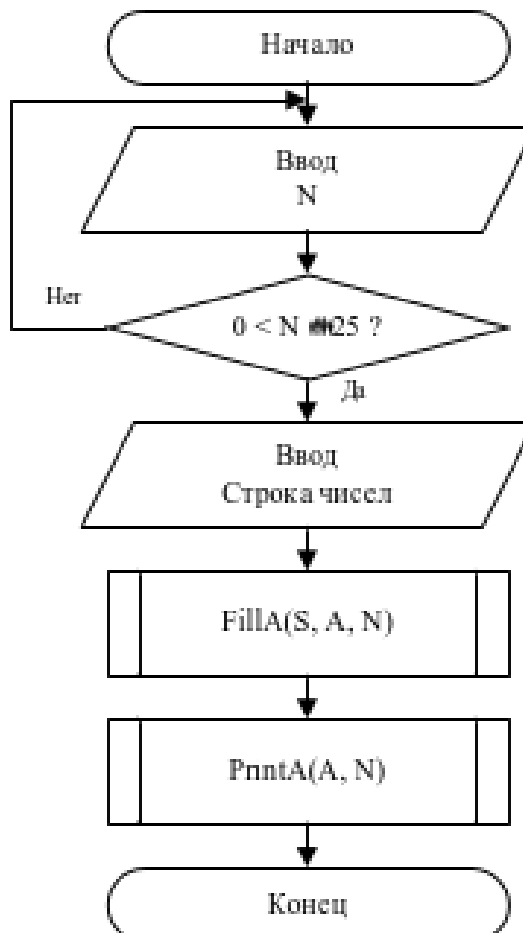 Начало
Ввод
N
Нет
0 < N 25 ?
Да
Ввод
Строка чисел
FillA(S, A, N)
PrintA(A, N)
Конец